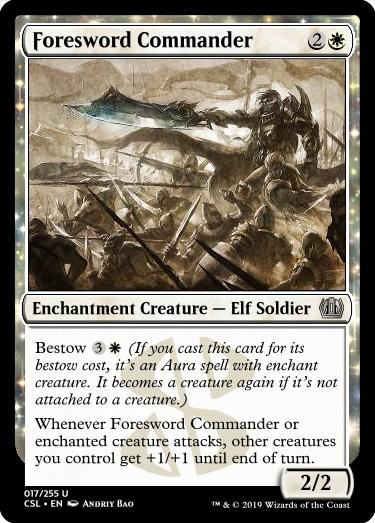 Foresword Commander 2
Enchantment Creature — Elf Soldier
Bestow 3 (If you cast this card for its
bestow cost, it's an Aura spell with enchant
creature. It becomes a creature again if it's not
attached to a creature.)
Whenever Foresword Commander or
enchanted creature attacks, other creatures
you control get +1/+1 until end of turn.
2/2
017/255 U
CSL • EN Andriy Bao
™ & © 2019 Wizards of the Coast